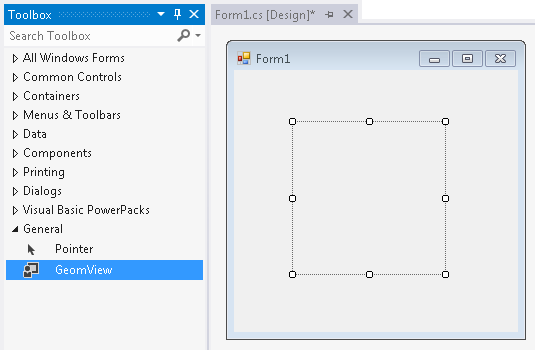 Toolbox
Search Toolbox
All Windows Forms
Common Controls
Containers
Menus & Toolbars
Data
Components
Printing
Dialogs
Visual Basic PowerPacks
General
Pointer
GeomView
Form1.cs [Design]*
Form1